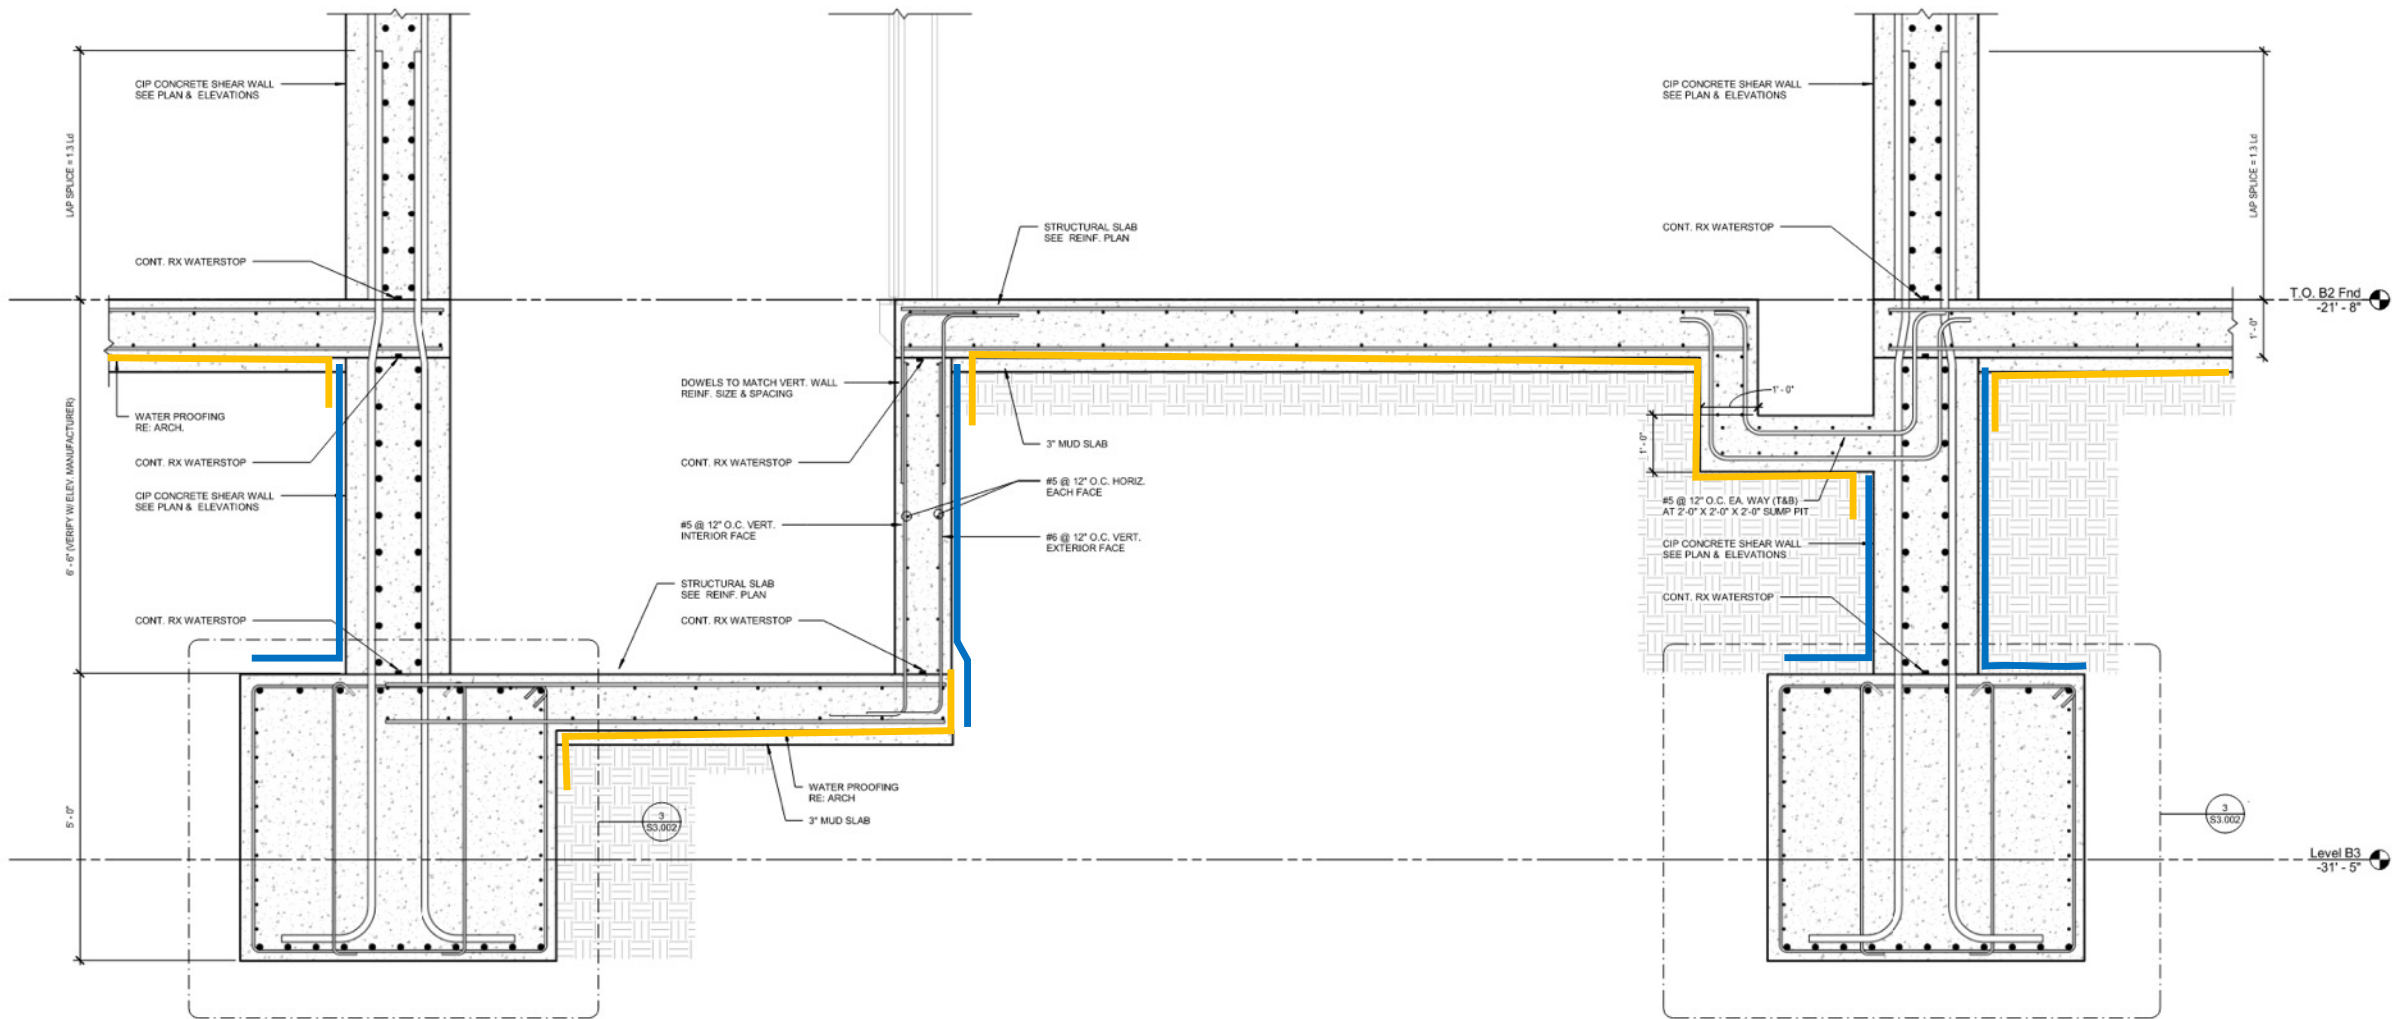 CIP CONCRETE SHEAR WALL
SEE PLAN & ELEVATIONS
LAP SPLICE = 1.3 Ld
CONT. RX WATERSTOP
WATER PROOFING
RE: ARCH.
CONT. RX WATERSTOP
CIP CONCRETE SHEAR WALL
SEE PLAN & ELEVATIONS
6' - 6" (VERIFY W/ ELEV. MANUFACTURER)
CONT. RX WATERSTOP
5' - 0"
3
S3.002
STRUCTURAL SLAB
SEE REINF. PLAN
DOWELS TO MATCH VERT. WALL
REINF. SIZE & SPACING
3" MUD SLAB
CONT. RX WATERSTOP
#5 @ 12" O.C. HORIZ.
EACH FACE
#5 @ 12" O.C. VERT.
INTERIOR FACE
#6 @ 12" O.C. VERT.
EXTERIOR FACE
STRUCTURAL SLAB
SEE REINF. PLAN
CONT. RX WATERSTOP
WATER PROOFING
RE: ARCH
3" MUD SLAB
CIP CONCRETE SHEAR WALL
SEE PLAN & ELEVATIONS
LAP SPLICE = 1.3 Ld
CONT. RX WATERSTOP
T.O. B2 Fnd
-21' - 8"
1' - 0"
1' - 0"
1' - 0"
#5 @ 12" O.C. EA. WAY (T&B)
AT 2'-0" X 2'-0" X 2'-0" SUMP PIT
CIP CONCRETE SHEAR WALL
SEE PLAN & ELEVATIONS
CONT. RX WATERSTOP
3
S3.002
Level B3
-31' - 5"